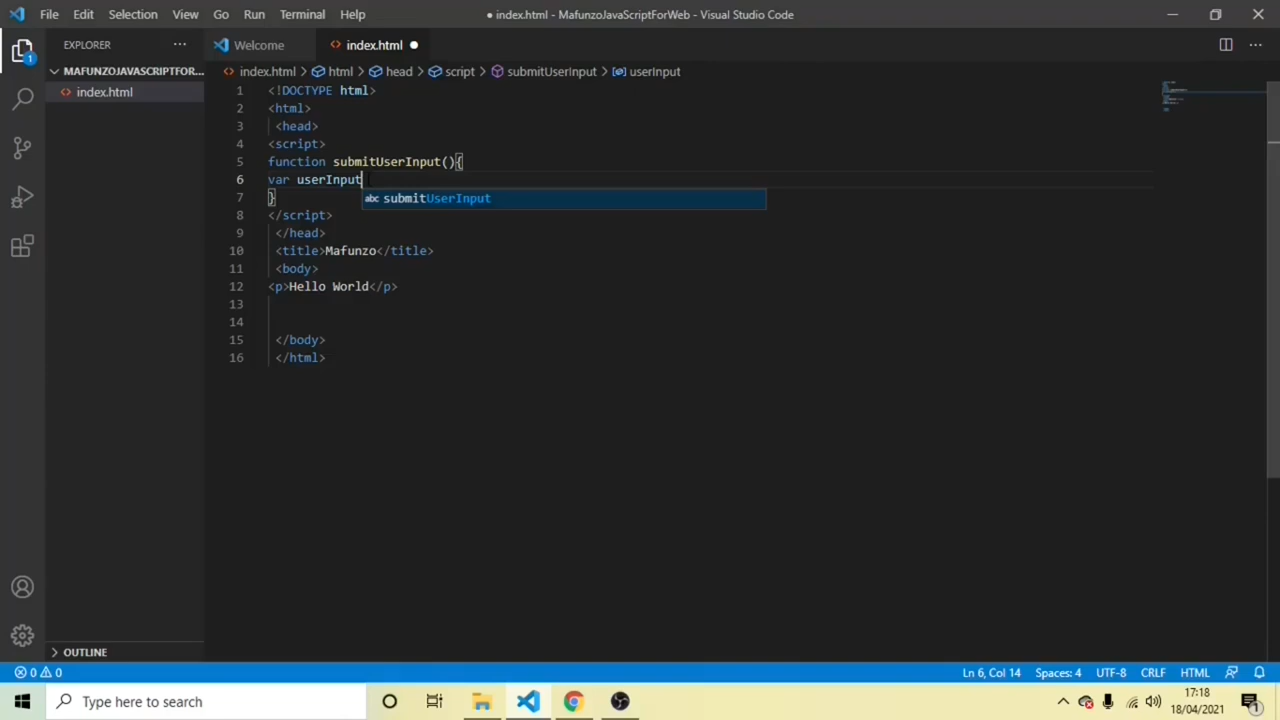 File Edit Selection View Go Run Terminal Help
● index.html - MafunzoJavaScriptForWeb - Visual Studio Code
EXPLORER ···
Welcome
<> index.html ●
MAFUNZOJAVASCRIPTFOR...
<> index.html
<> index.html > html > head > script > submitUserInput > userInput
1 <!DOCTYPE html>
2 <html>
3 <head>
4 <script>
5 function submitUserInput(){
6 var userInput
abc submitUserInput
7 }
8 </script>
9 </head>
10 <title>Mafunzo</title>
11 <body>
12 <p>Hello World</p>
13
14
15 </body>
16 </html>
1
OUTLINE
0 0
Ln 6, Col 14 Spaces: 4 UTF-8 CRLF HTML
Type here to search
17:18
18/04/2021
1